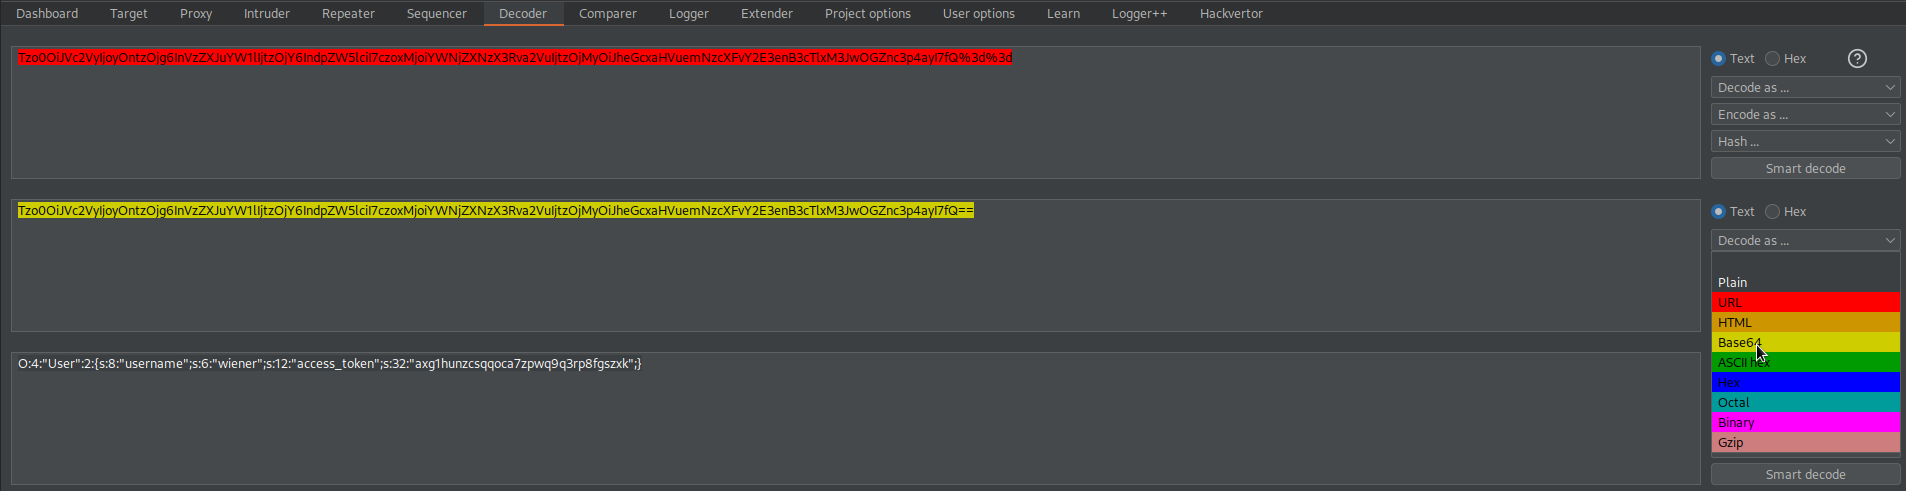 Dashboard Target Proxy Intruder Repeater Sequencer Decoder Comparer Logger Extender Project options User options Learn Logger++ Hackvertor
Tzo0OiJVc2VyIjoyOntzOjg6InVzZXJuYW1lIjtzOjY6IndpZW5lciI7czoxMjoiYWNjZXNzX3Rva2VuIjtzOjMyOiJheGcxaHVuemNzcXFvY2E3enB3cTlxM3JwOGZnc3p4ayI7fQ%3d%3d
Text Hex ?
Decode as ...
Encode as ...
Hash ...
Smart decode
Tzo0OiJVc2VyIjoyOntzOjg6InVzZXJuYW1lIjtzOjY6IndpZW5lciI7czoxMjoiYWNjZXNzX3Rva2VuIjtzOjMyOiJheGcxaHVuemNzcXFvY2E3enB3cTlxM3JwOGZnc3p4ayI7fQ==
Text Hex
Decode as ...
Plain
URL
HTML
Base64
ASCII hex
Hex
Octal
Binary
Gzip
O:4:"User":2:{s:8:"username";s:6:"wiener";s:12:"access_token";s:32:"axg1hunzcsqqoca7zpwq9q3rp8fgszxk";}
Smart decode